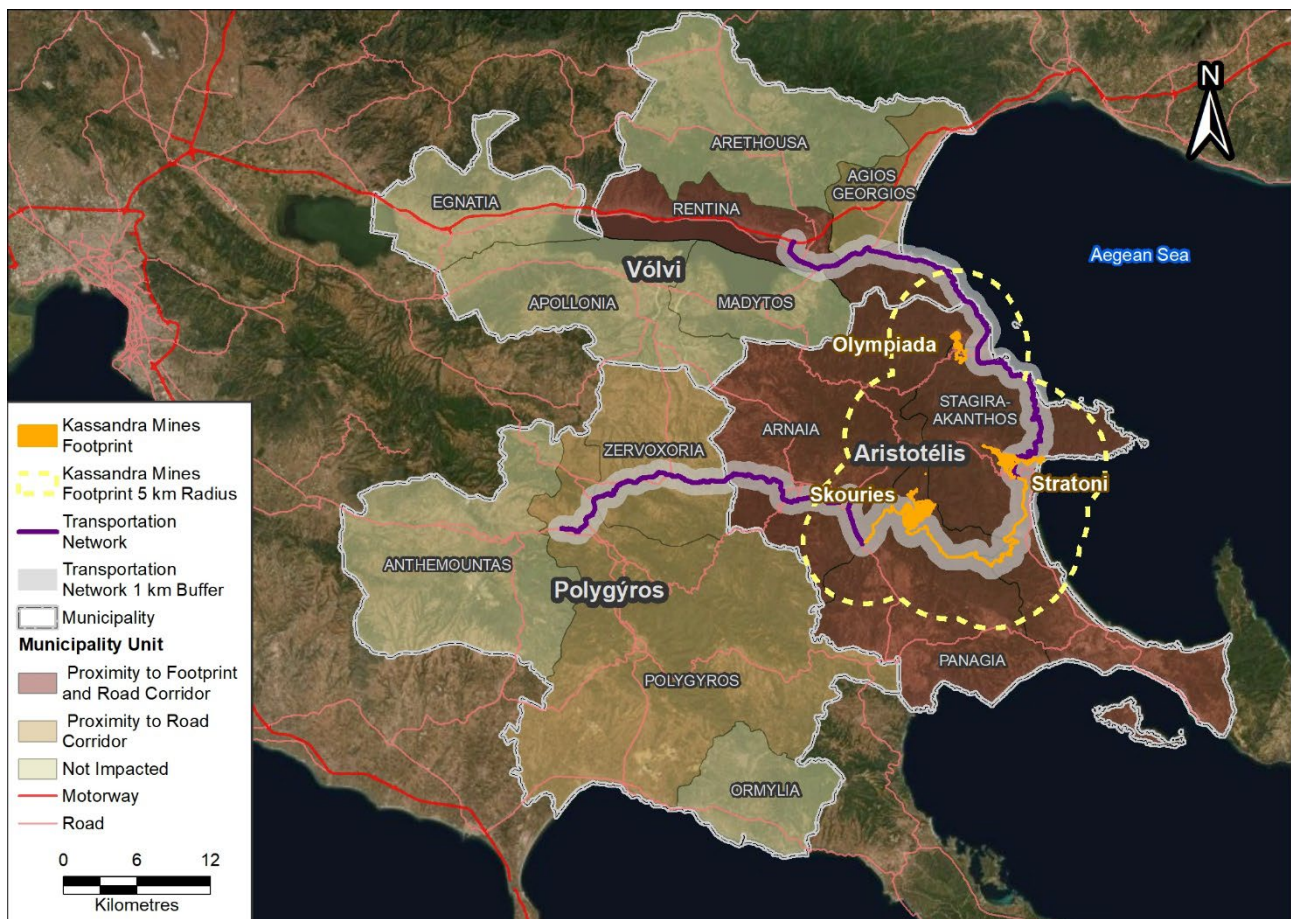 N
ARETHOUSA
AGIOS
GEORGIOS
EGNATIA
RENTINA
Aegean Sea
Vólvi
APOLLONIA
MADYTOS
Olympiada
STAGIRA-
AKANTHOS
ARNAIA
ZERVOXORIA
Aristotélis
Skouries
Stratoni
ANTHEMOUNTAS
Polygýros
PANAGIA
POLYGYROS
ORMYLIA
Kassandra Mines
Footprint
Kassandra Mines
Footprint 5 km Radius
Transportation
Network
Transportation
Network 1 km Buffer
Municipality
Municipality Unit
Proximity to Footprint
and Road Corridor
Proximity to Road
Corridor
Not Impacted
Motorway
Road
0 6 12
Kilometres